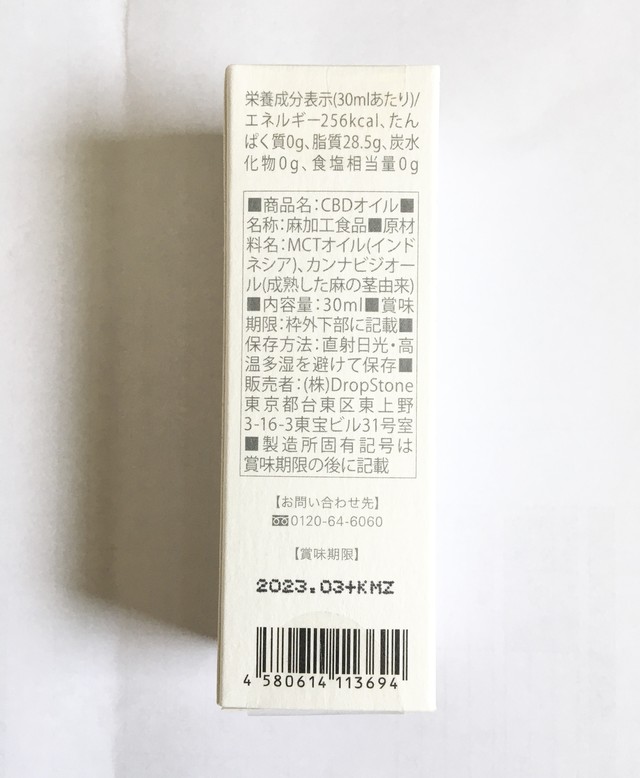 栄養成分表示(30mlあたり)/
エネルギー256kcal、たん
ぱく質0g、脂質28.5g、炭水
化物0g、食塩相当量0g
■商品名:CBDオイル■
名称:麻加工食品■原材
料名:MCTオイル(インド
ネシア)、カンナビジオー
ル(成熟した麻の茎由来)
■内容量:30ml■賞味
期限:枠外下部に記載■
保存方法:直射日光・高
温多湿を避けて保存■
販売者:(株)DropStone
東京都台東区東上野
3-16-3東宝ビル31号室
■製造所固有記号は
賞味期限の後に記載
【お問い合わせ先】
0120-64-6060
【賞味期限】
2023.03+KMZ
4 580614 113694